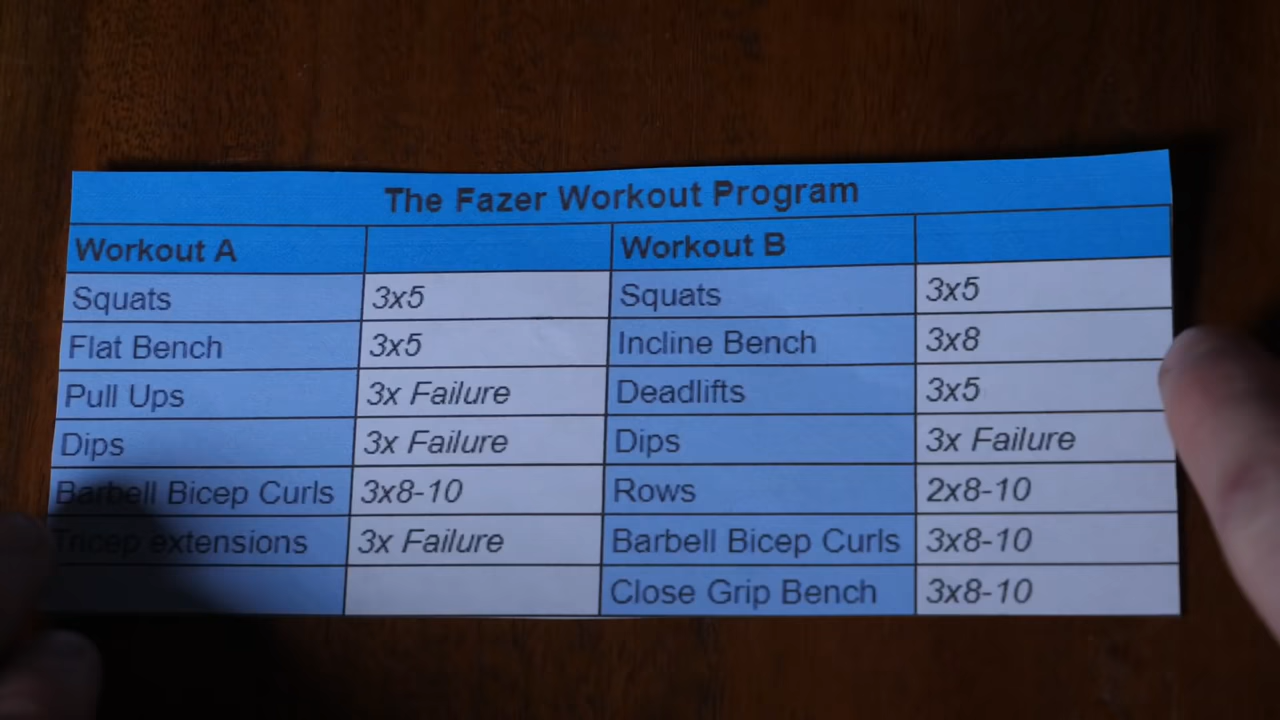 The Fazer Workout Program
Workout A Workout B
Squats 3x5 Squats 3x5
Flat Bench 3x5 Incline Bench 3x8
Pull Ups 3x Failure Deadlifts 3x5
Dips 3x Failure Dips 3x Failure
Barbell Bicep Curls 3x8-10 Rows 2x8-10
Tricep extensions 3x Failure Barbell Bicep Curls 3x8-10
Close Grip Bench 3x8-10